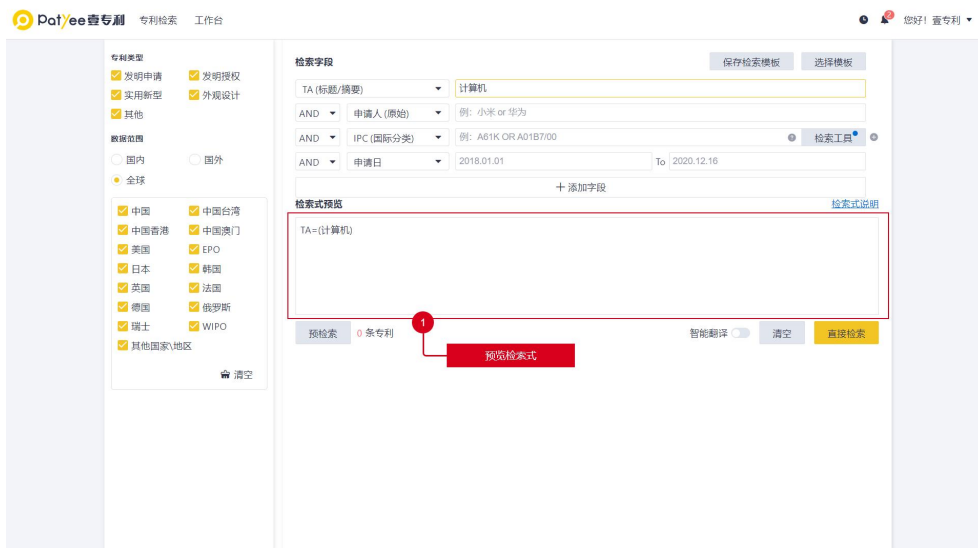 Patyee壹专利 专利检索 工作台 2 您好！壹专利
专利类型
发明申请 发明授权
实用新型 外观设计
其他
数据范围
国内 国外
全球
中国 中国台湾
中国香港 中国澳门
美国 EPO
日本 韩国
英国 法国
德国 俄罗斯
瑞士 WIPO
其他国家\地区
清空
检索字段 保存检索模板 选择模板
TA (标题/摘要) 计算机
AND 申请人 (原始) 例：小米 or 华为
AND IPC (国际分类) 例：A61K OR A01B7/00 检索工具
AND 申请日 2018.01.01 To 2020.12.16
添加字段
检索式预览 检索式说明
TA=(计算机)
预检索 0 条专利 1 智能翻译 清空 直接检索
预览检索式